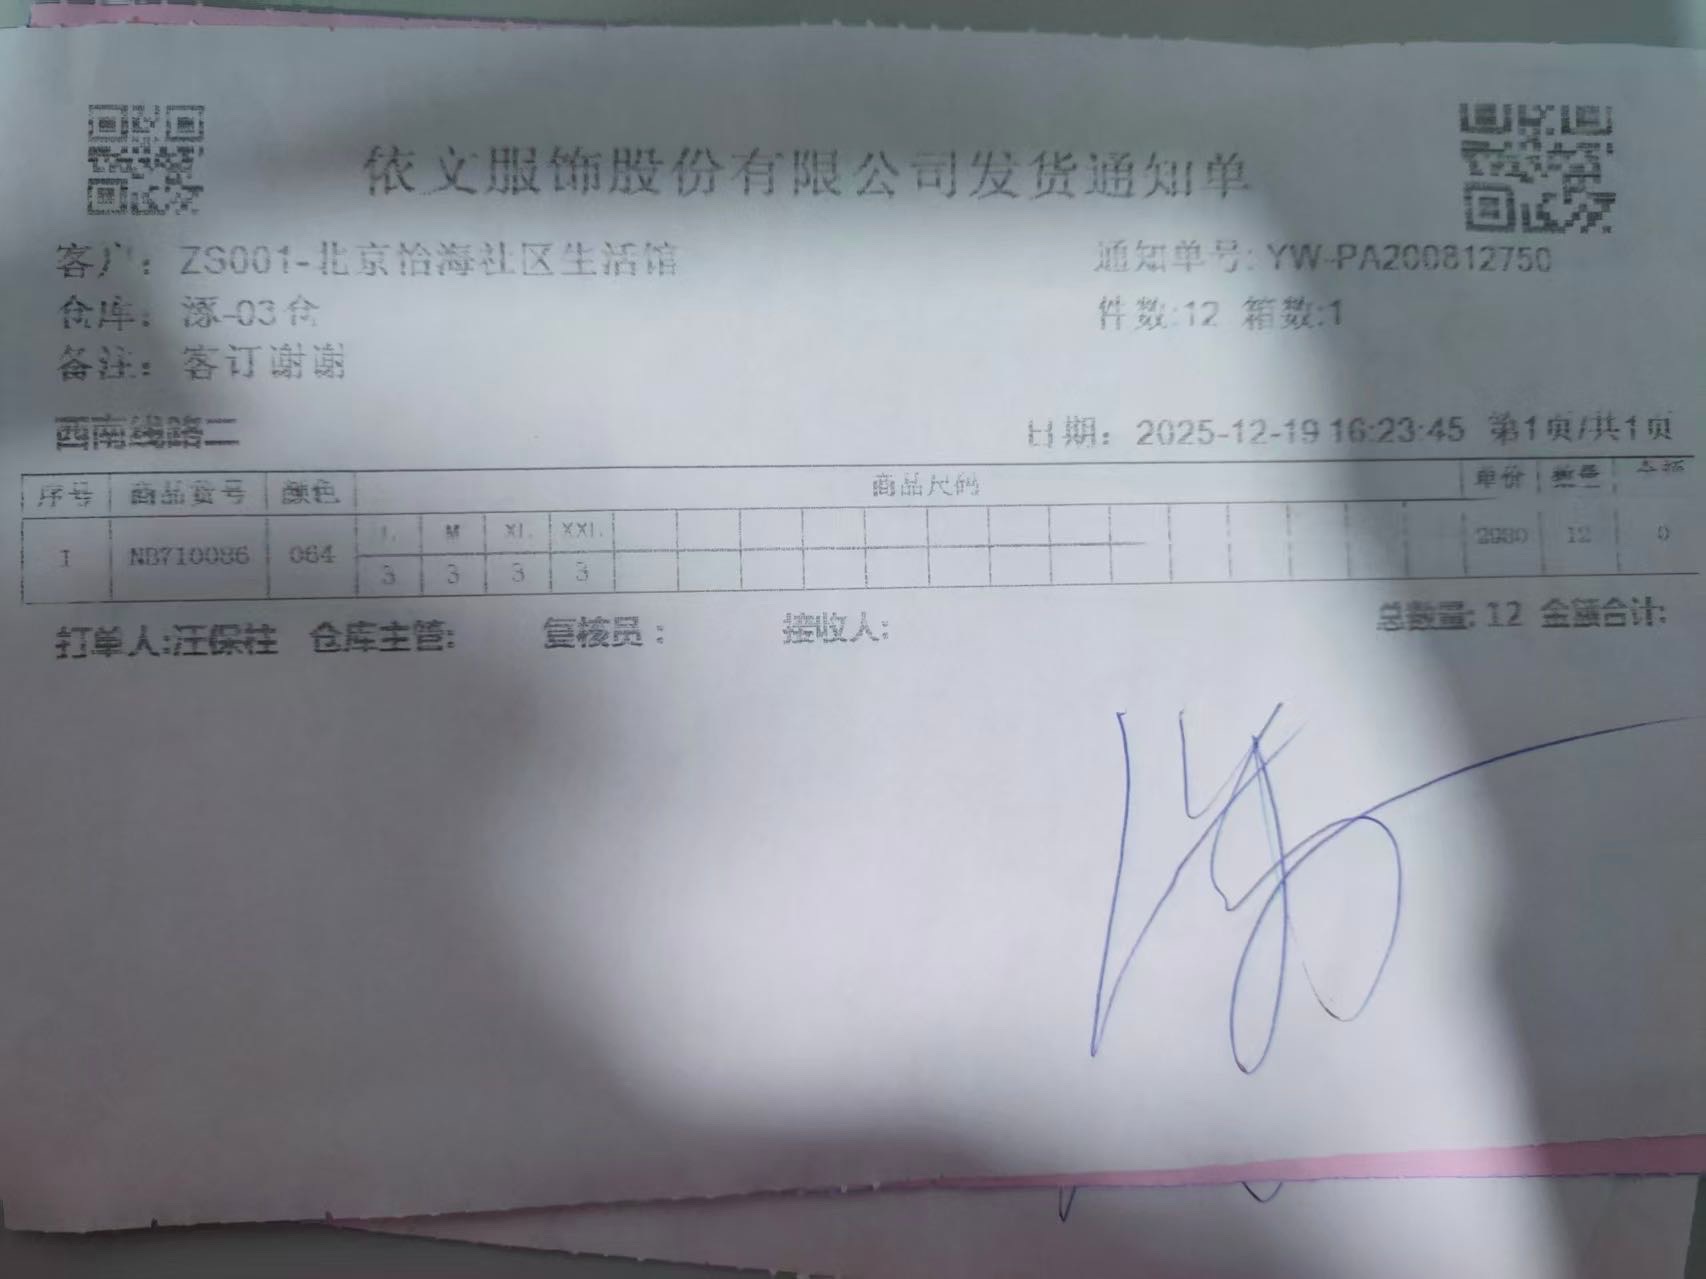 依文服饰股份有限公司发货通知单
客户：ZS001-北京怡海社区生活馆 通知单号: YW-PA200812750
仓库：涿-03仓 件数:12 箱数:1
备注：客订谢谢
西南线路二 日期：2025-12-19 16:23:45 第1页/共1页
序号 商品货号 颜色 商品尺码 单价 数量 金额
L M XL XXL
1 NB710086 064 2980 12 0
3 3 3 3
打单人:汪保柱 仓库主管: 复核员： 接收人: 总数量: 12 金额合计: